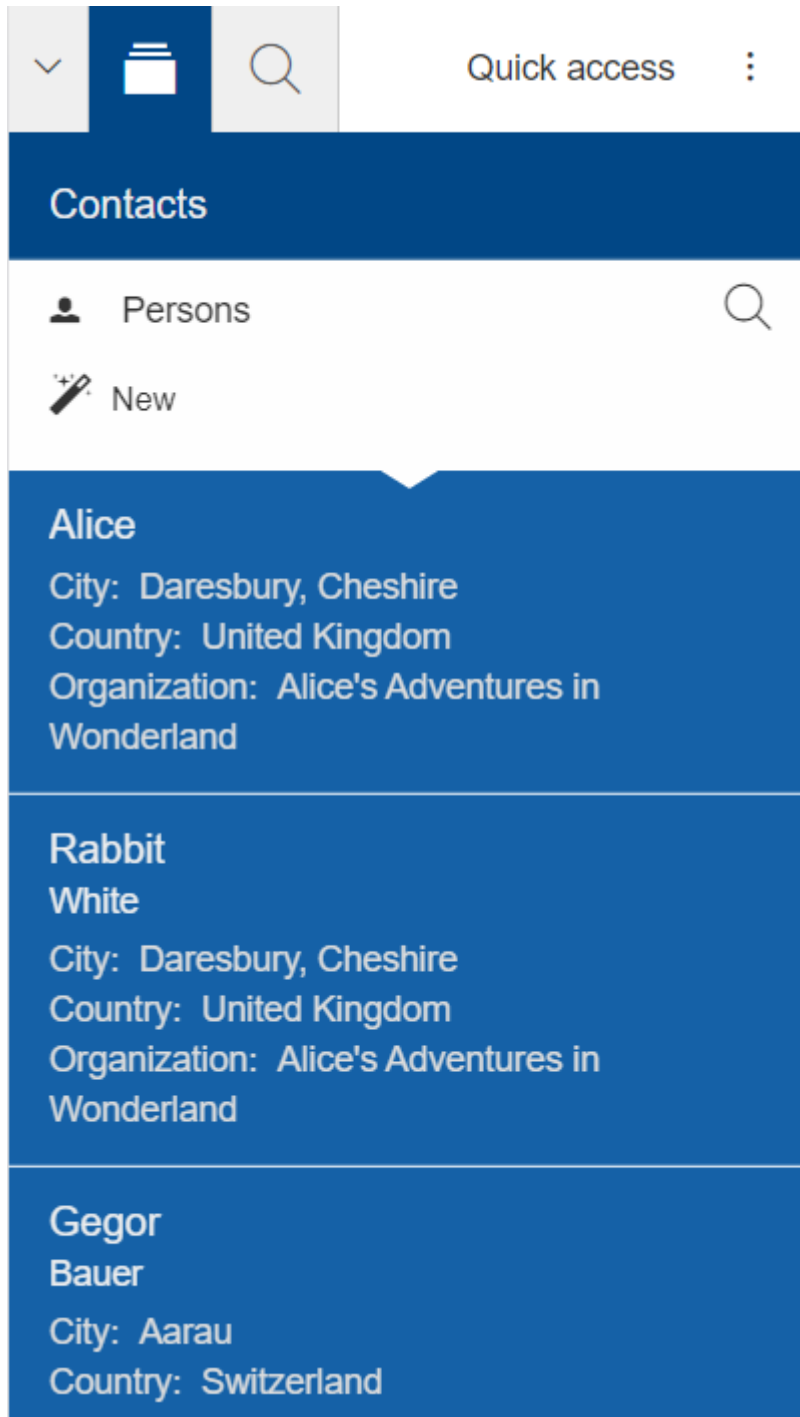 Quick access
Contacts
Persons
New
Alice
City: Daresbury, Cheshire
Country: United Kingdom
Organization: Alice's Adventures in
Wonderland
Rabbit
White
City: Daresbury, Cheshire
Country: United Kingdom
Organization: Alice's Adventures in
Wonderland
Gegor
Bauer
City: Aarau
Country: Switzerland